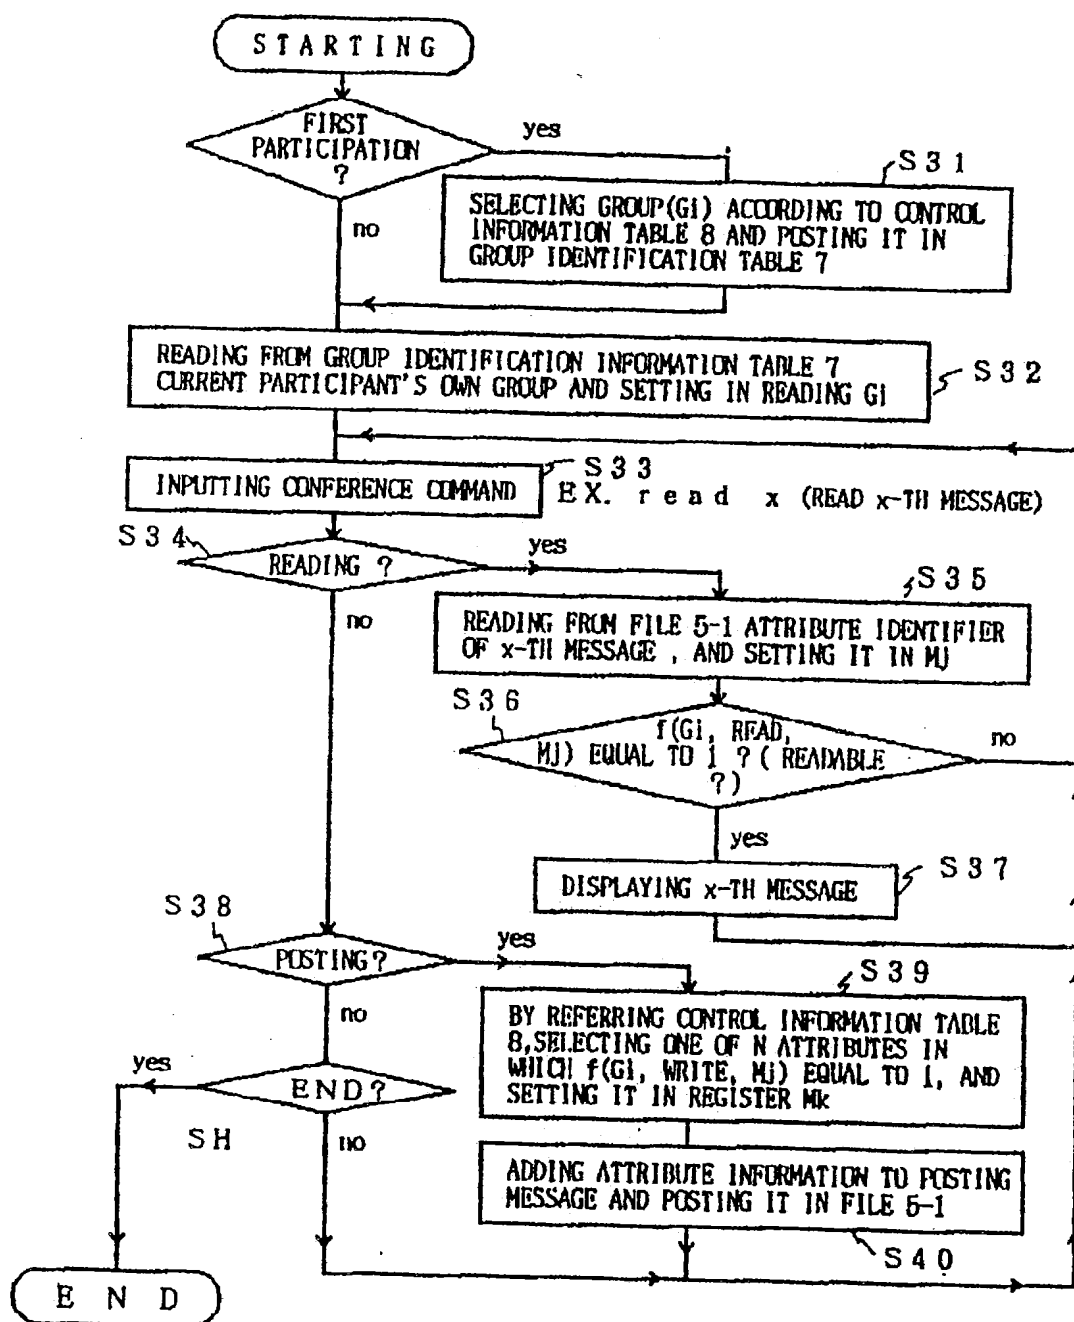 STARTING
FIRST
PARTICIPATION
?
yes
no
S31
SELECTING GROUP(Gi) ACCORDING TO CONTROL
INFORMATION TABLE 8 AND POSTING IT IN
GROUP IDENTIFICATION TABLE 7
READING FROM GROUP IDENTIFICATION INFORMATION TABLE 7
CURRENT PARTICIPANT'S OWN GROUP AND SETTING IN READING Gi
S32
S33
INPUTTING CONFERENCE COMMAND
EX. read x (READ x-TH MESSAGE)
S34
READING ?
yes
no
S35
READING FROM FILE 5-1 ATTRIBUTE IDENTIFIER
OF x-TH MESSAGE , AND SETTING IT IN Mj
S36
f(Gi, READ,
Mj) EQUAL TO 1 ? ( READABLE
?)
no
yes
DISPLAYING x-TH MESSAGE
S37
S38
POSTING?
yes
no
S39
BY REFERRING CONTROL INFORMATION TABLE
8,SELECTING ONE OF N ATTRIBUTES IN
WHICH f(Gi, WRITE, Mj) EQUAL TO 1, AND
SETTING IT IN REGISTER Mk
yes
END?
SH
no
ADDING ATTRIBUTE INFORMATION TO POSTING
MESSAGE AND POSTING IT IN FILE 5-1
S40
END